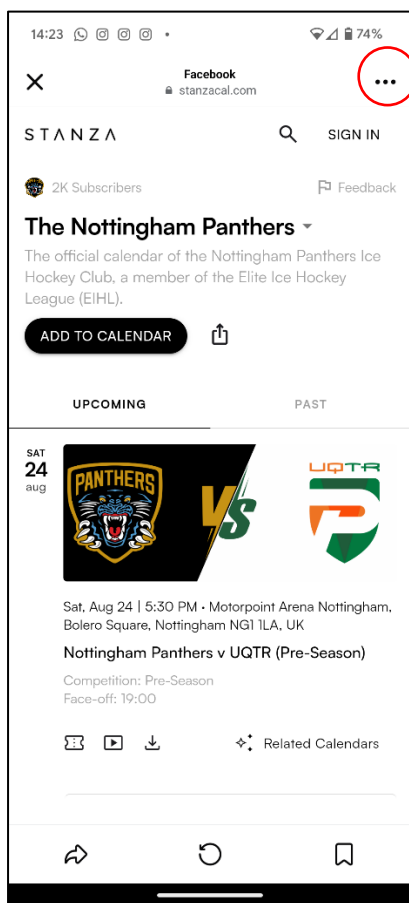 14:23
74%
Facebook
stanzacal.com
STANZA
SIGN IN
2K Subscribers
Feedback
The Nottingham Panthers
The official calendar of the Nottingham Panthers Ice
Hockey Club, a member of the Elite Ice Hockey
League (EIHL).
ADD TO CALENDAR
UPCOMING
PAST
SAT
24
aug
PANTHERS
VS
UQTR
Sat, Aug 24 | 5:30 PM • Motorpoint Arena Nottingham,
Bolero Square, Nottingham NG1 1LA, UK
Nottingham Panthers v UQTR (Pre-Season)
Competition: Pre-Season
Face-off: 19:00
Related Calendars